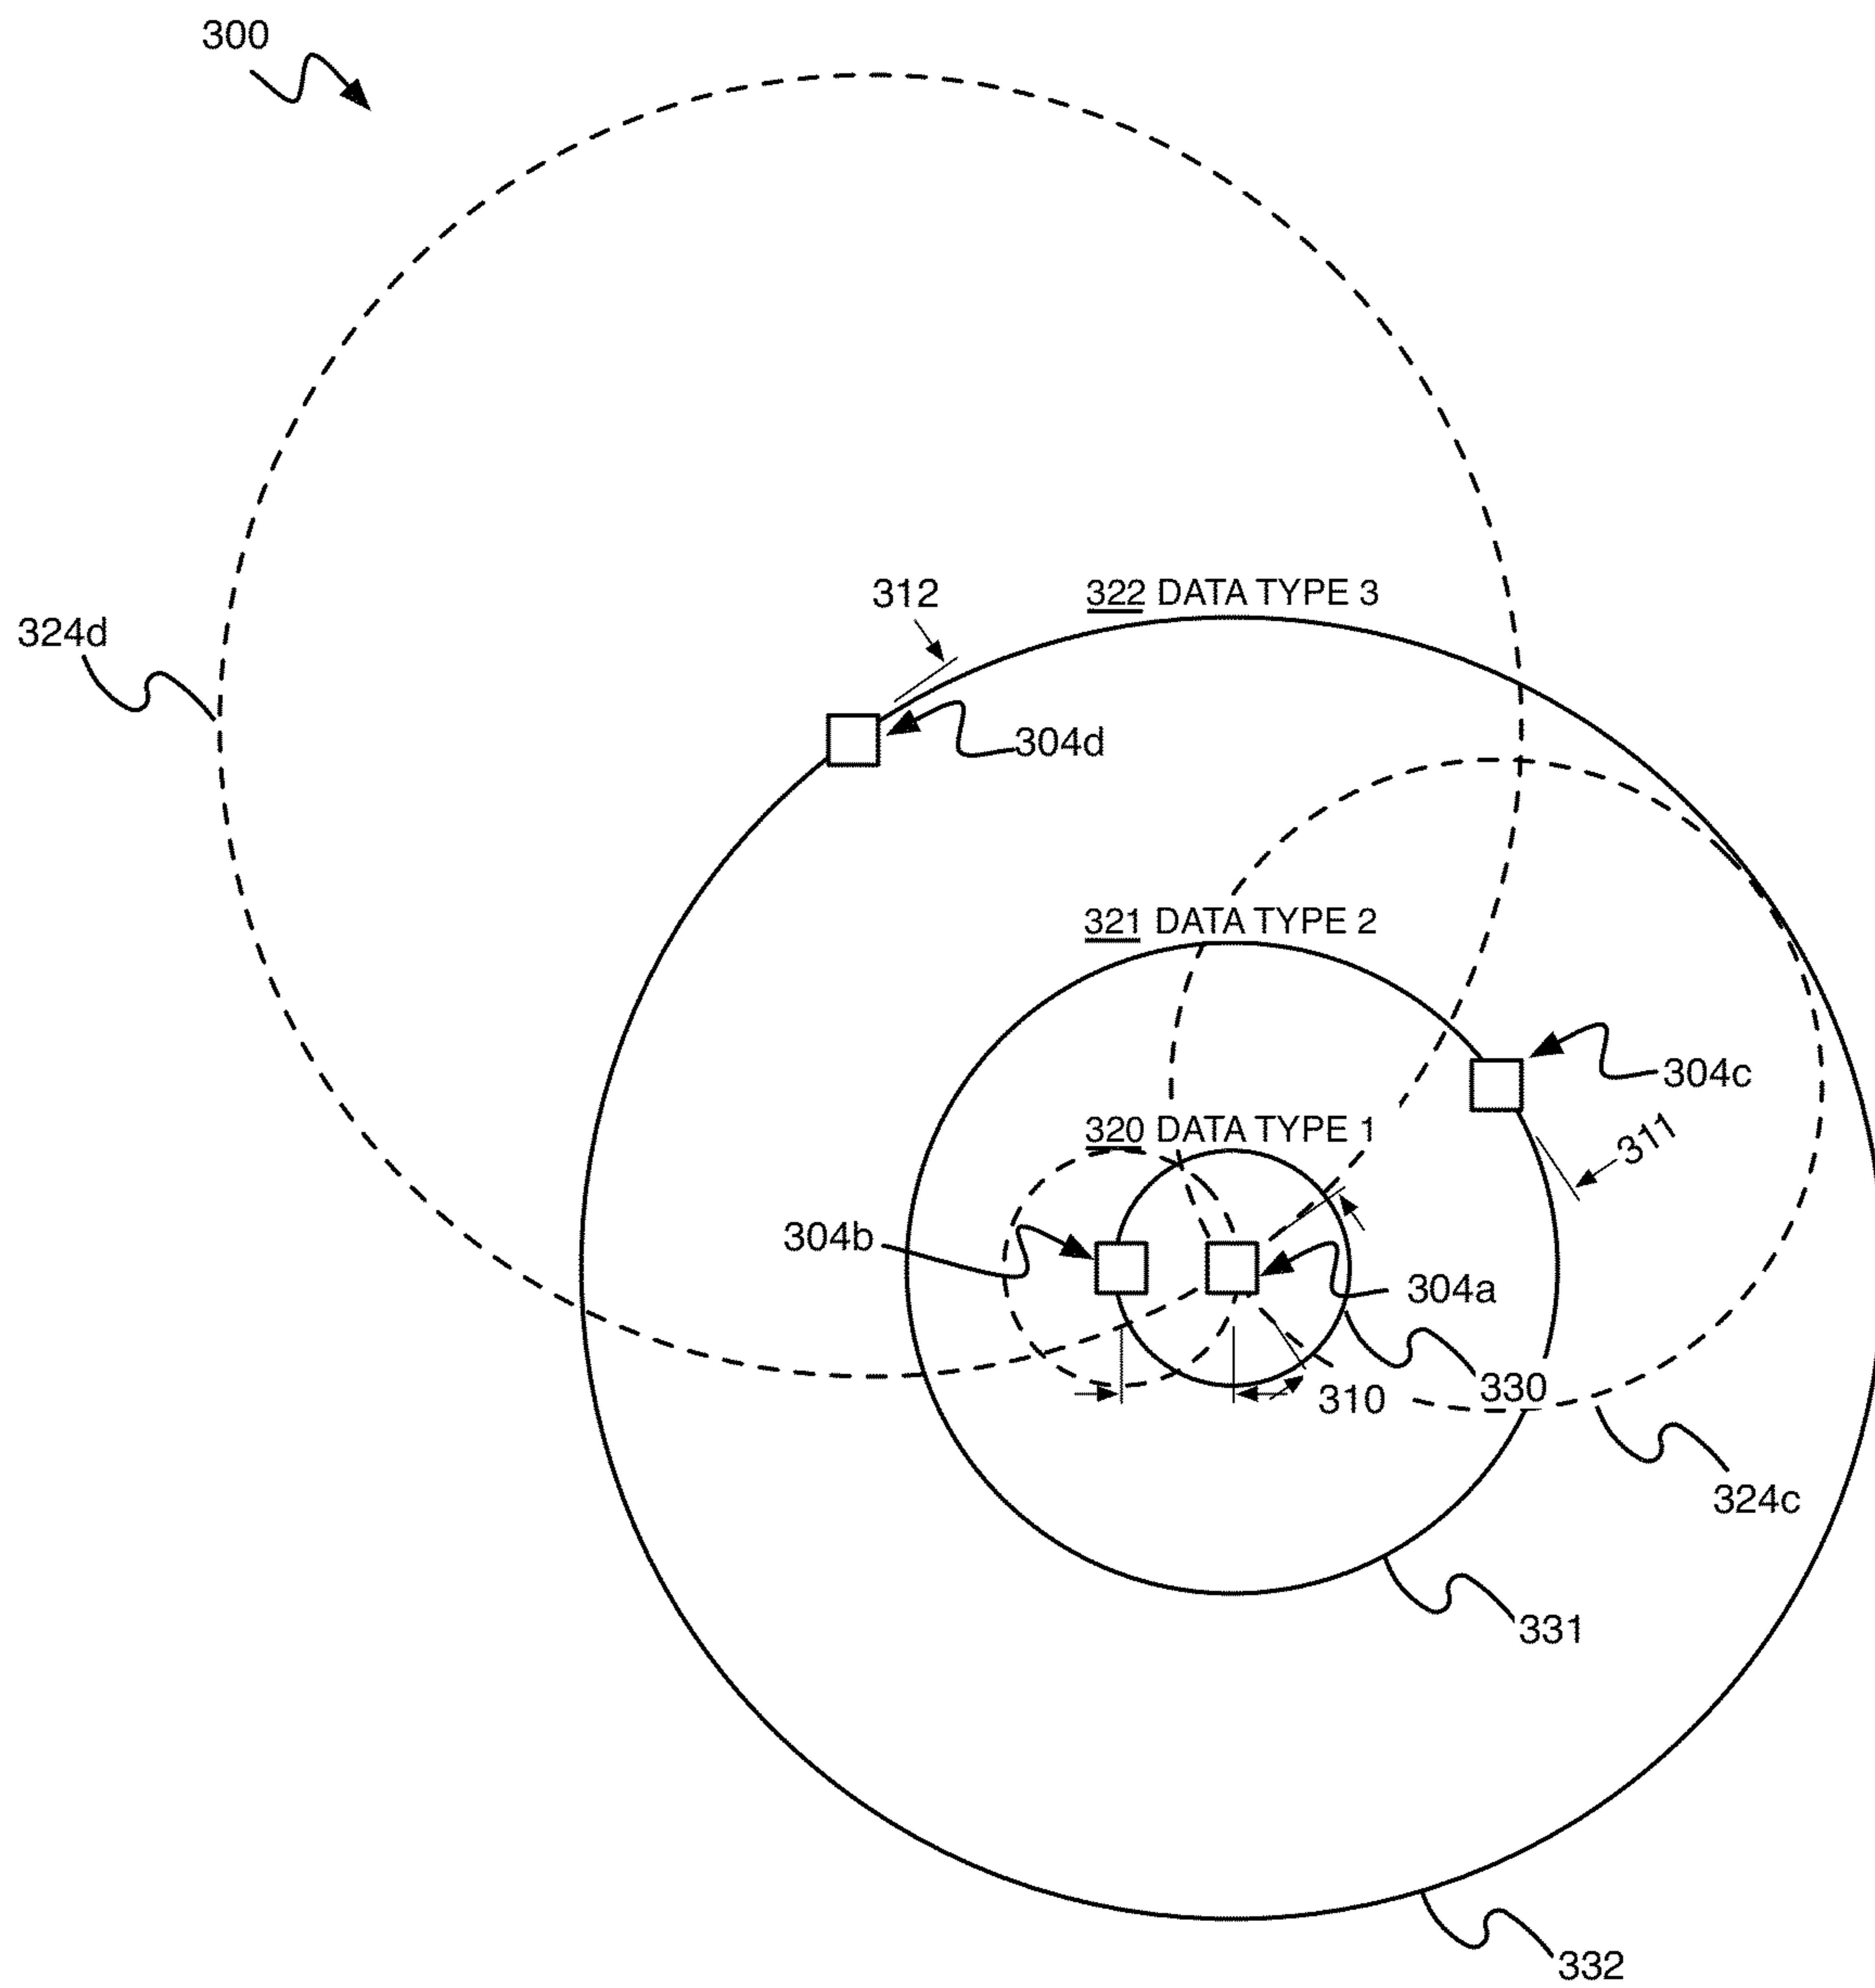 300
312
322 DATA TYPE 3
324d
304d
321 DATA TYPE 2
304c
320 DATA TYPE 1
311
304b
304a
310
330
324c
331
332